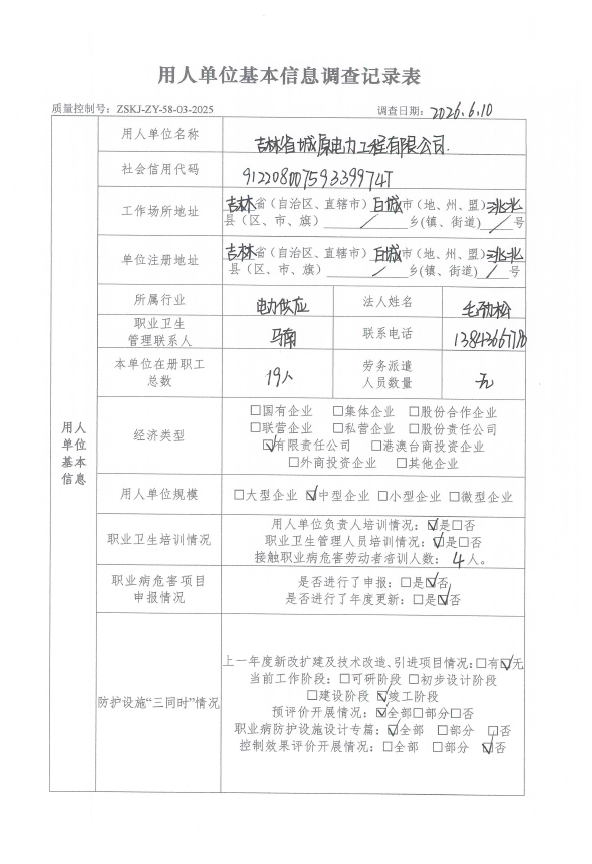 用人单位基本信息调查记录表
质量控制号：ZSKJ-ZY-58-03-2025 调查日期：2026.6.10
用人单位基本信息
用人单位名称 吉林省城原电力工程有限公司.
社会信用代码 91220800759339974T
工作场所地址 吉林省（自治区、直辖市）白城市（地、州、盟）洮北
县（区、市、旗）／乡(镇、街道)／号
单位注册地址 吉林省（自治区、直辖市）白城市（地、州、盟）洮北
县（区、市、旗）／乡(镇、街道)／号
所属行业 电力供应 法人姓名 毛劲松
职业卫生
管理联系人 马南 联系电话
本单位在册职工
总数 19人 劳务派遣
人员数量 无
经济类型
□国有企业 □集体企业 □股份合作企业
□联营企业 □私营企业 □股份责任公司
☑有限责任公司 □港澳台商投资企业
□外商投资企业 □其他企业
用人单位规模 □大型企业 ☑中型企业 □小型企业 □微型企业
职业卫生培训情况
用人单位负责人培训情况：☑是□否
职业卫生管理人员培训情况：☑是□否
接触职业病危害劳动者培训人数：4人。
职业病危害项目
申报情况
是否进行了申报：□是☑否
是否进行了年度更新：□是☑否
防护设施“三同时”情况
上一年度新改扩建及技术改造、引进项目情况：□有☑无
当前工作阶段：□可研阶段 □初步设计阶段
□建设阶段 ☑竣工阶段
预评价开展情况：☑全部□部分□否
职业病防护设施设计专篇：☑全部 □部分 □否
控制效果评价开展情况：□全部 □部分 ☑否